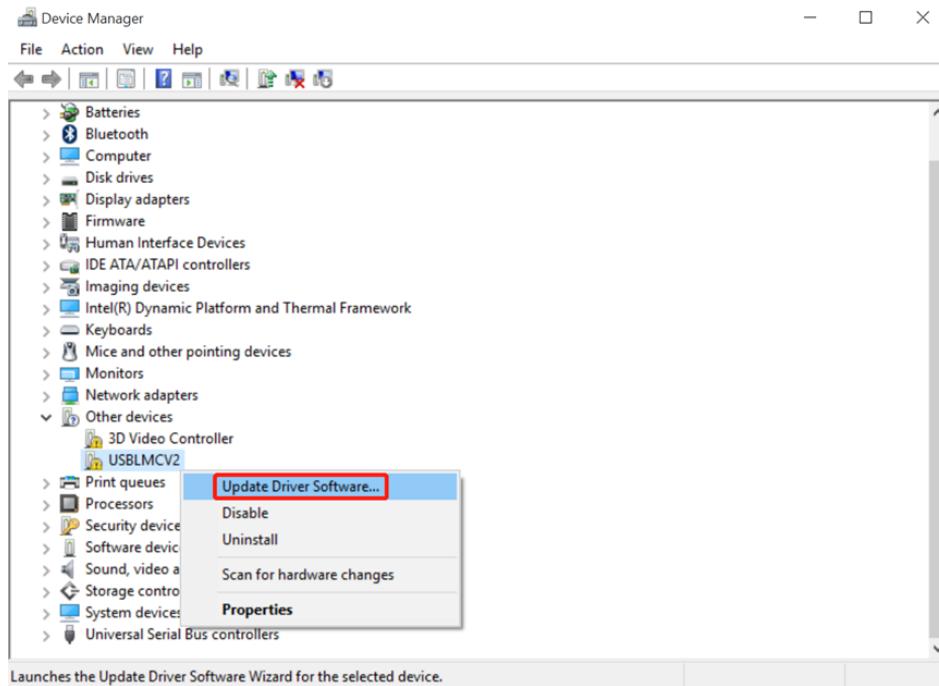 Device Manager
File Action View Help
Batteries
Bluetooth
Computer
Disk drives
Display adapters
Firmware
Human Interface Devices
IDE ATA/ATAPI controllers
Imaging devices
Intel(R) Dynamic Platform and Thermal Framework
Keyboards
Mice and other pointing devices
Monitors
Network adapters
Other devices
3D Video Controller
USBLMCV2
Print queues
Processors
Security device
Software devic
Sound, video a
Storage contro
System devices
Universal Serial Bus controllers
Update Driver Software...
Disable
Uninstall
Scan for hardware changes
Properties
Launches the Update Driver Software Wizard for the selected device.